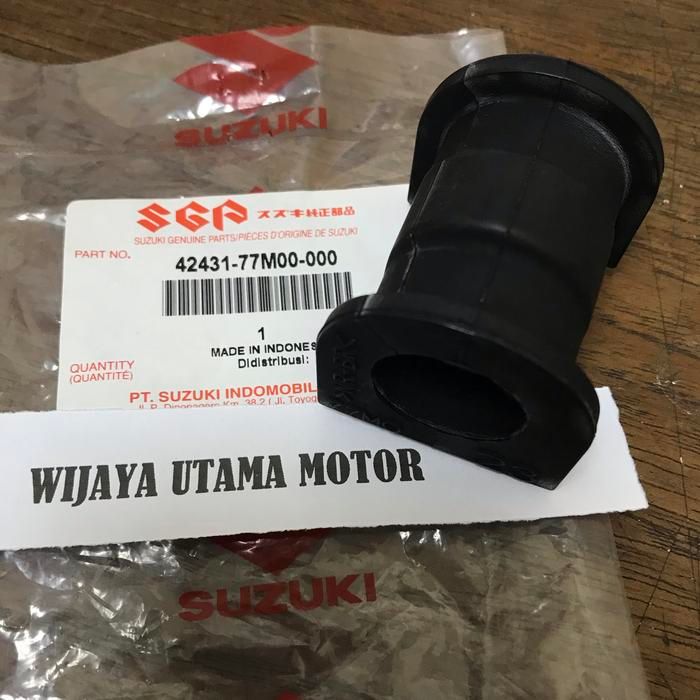 SUZUKI
SGP スズキ純正部品
SUZUKI GENUINE PARTS/PIÈCES D'ORIGINE DE SUZUKI
PART NO. 42431-77M00-000
1
MADE IN INDONES
Didistribusi:
QUANTITY
(QUANTITÉ)
PT. SUZUKI INDOMOBIL
WIJAYA UTAMA MOTOR
SUZUKI